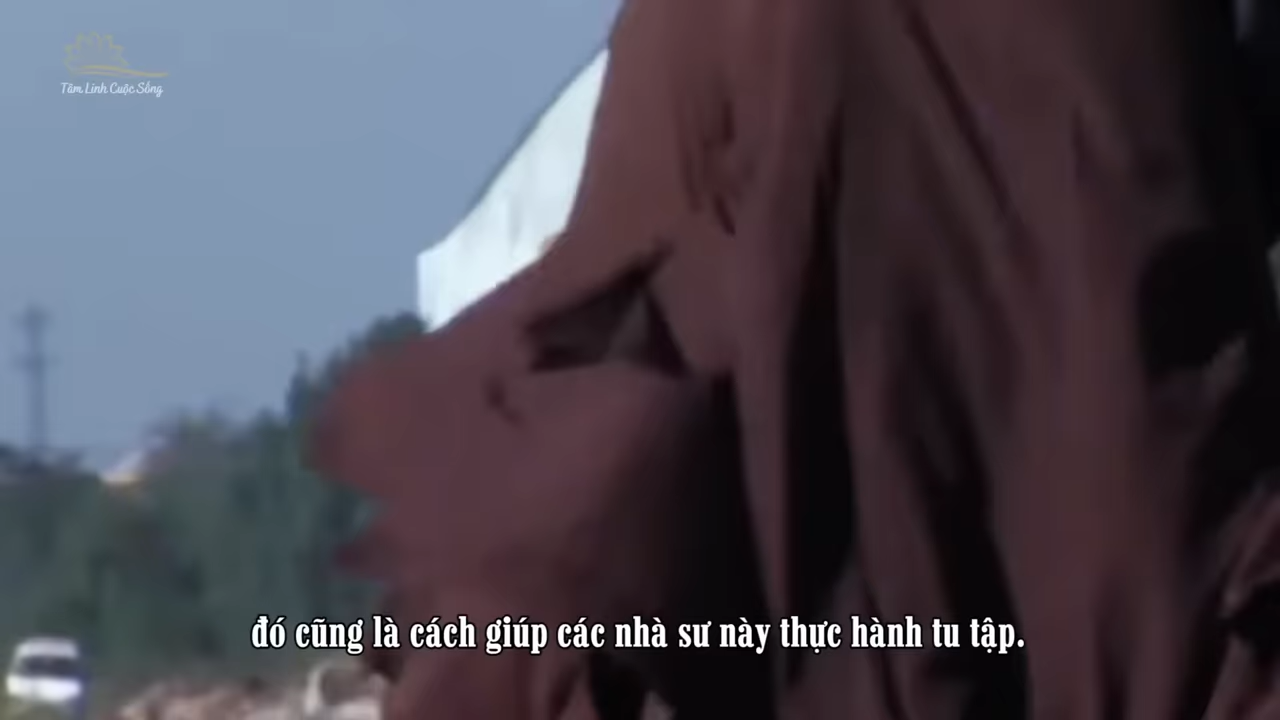 Tâm Linh Cuộc Sống
đó cũng là cách giúp các nhà sư này thực hành tu tập.